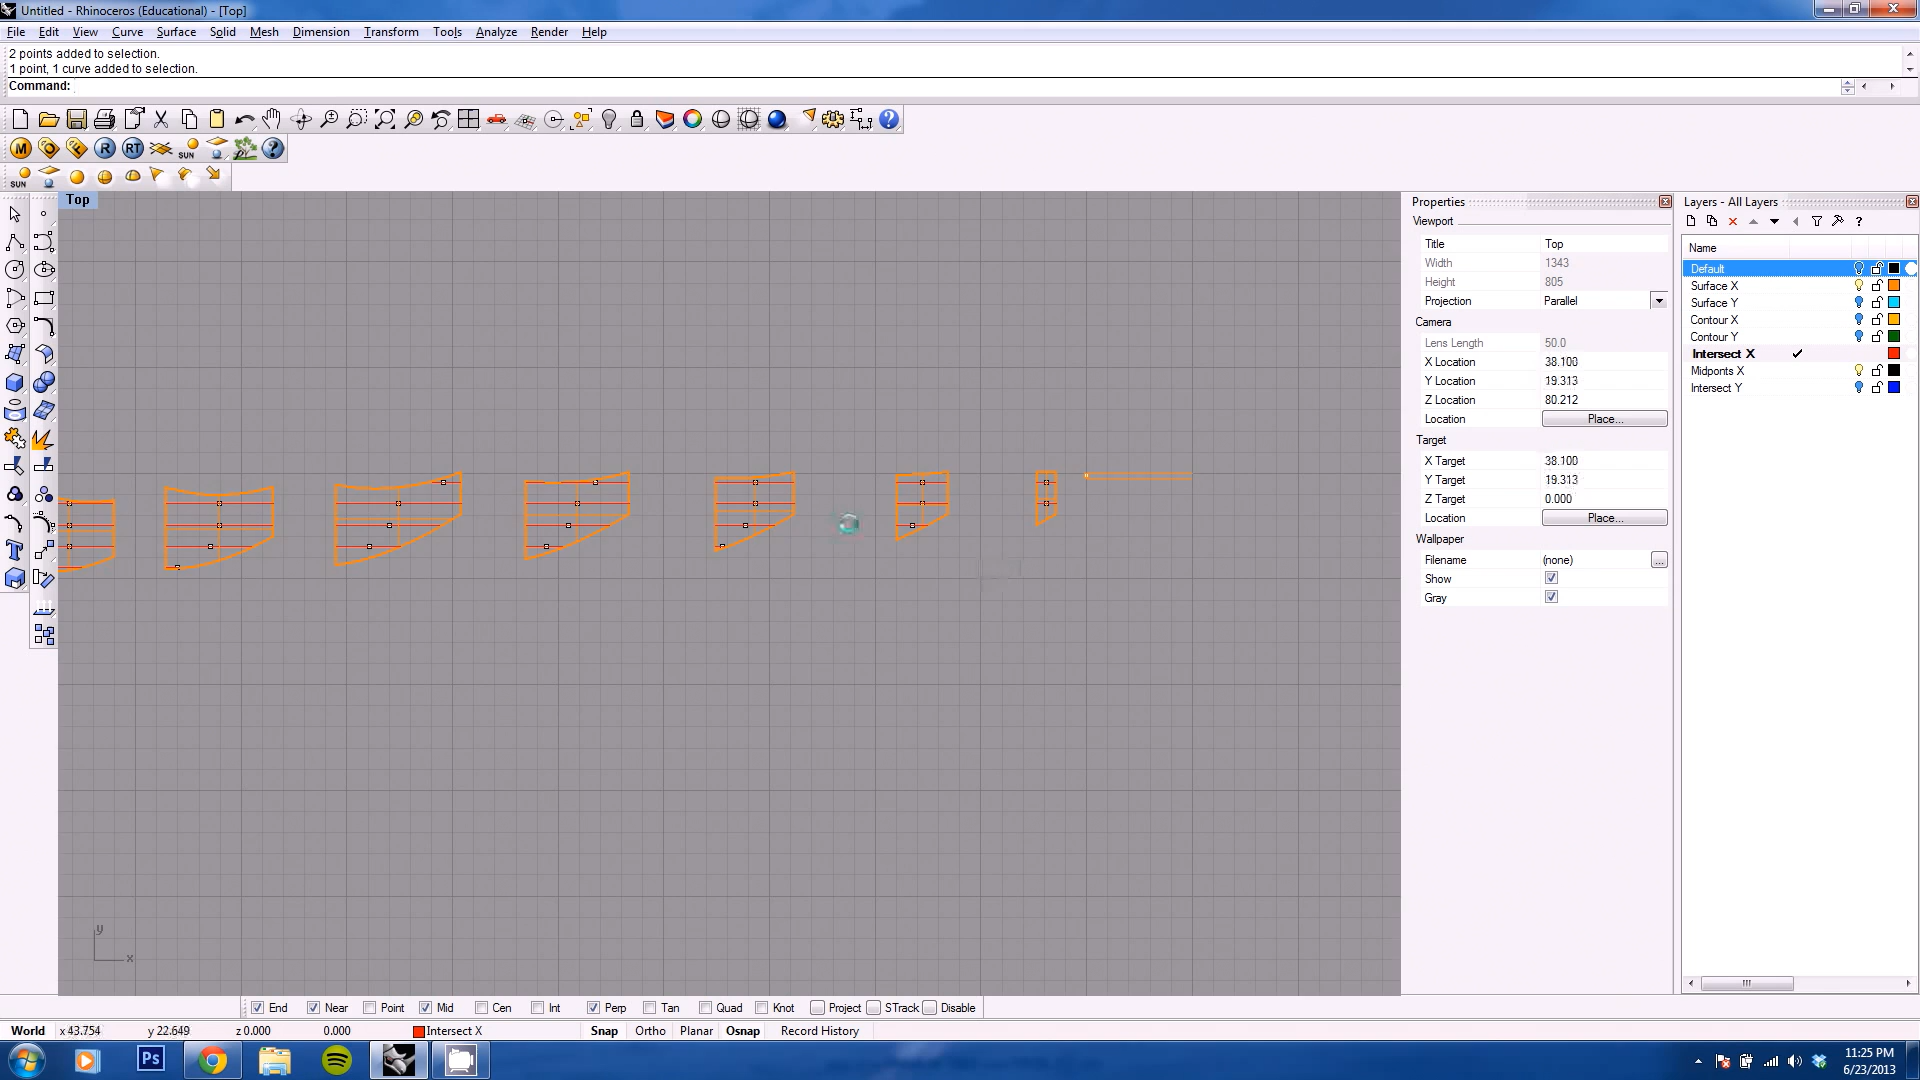 Untitled - Rhinoceros (Educational) - [Top]
File Edit View Curve Surface Solid Mesh Dimension Transform Tools Analyze Render Help
2 points added to selection.
1 point, 1 curve added to selection.
Command:
M O F R RT SUN ?
SUN
Top
Properties
Viewport
Title Top
Width 1343
Height 805
Projection Parallel
Camera
Lens Length 50.0
X Location 38.100
Y Location 19.313
Z Location 80.212
Location Place...
Target
X Target 38.100
Y Target 19.313
Z Target 0.000
Location Place...
Wallpaper
Filename (none) ...
Show
Gray
Layers - All Layers
Name
Default
Surface X
Surface Y
Contour X
Contour Y
Intersect X
Midponts X
Intersect Y
y
x
End Near Point Mid Cen Int Perp Tan Quad Knot Project STrack Disable
World x 43.754 y 22.649 z 0.000 0.000 Intersect X Snap Ortho Planar Osnap Record History
Ps
11:25 PM
6/23/2013